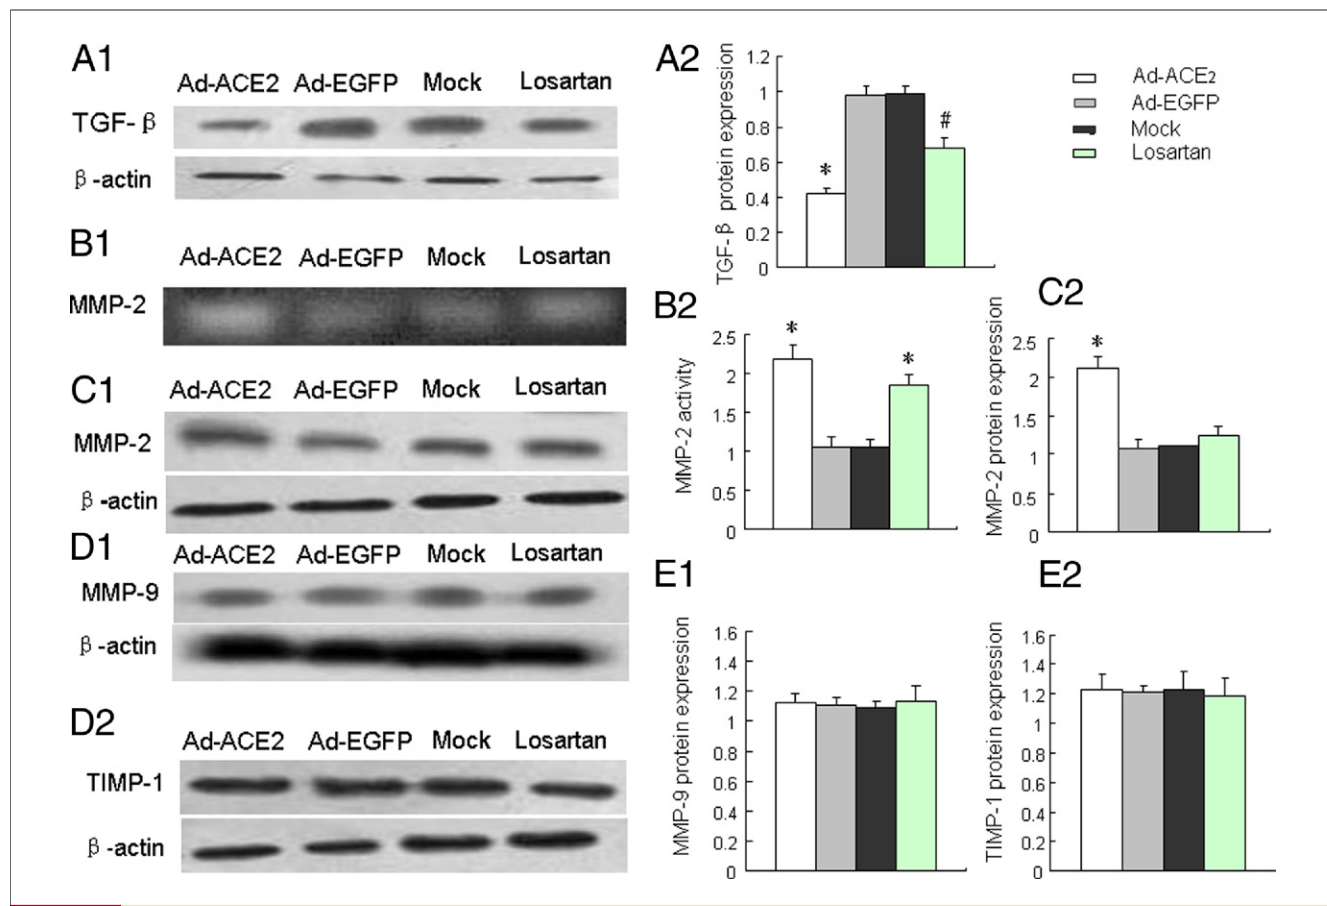 A1
Ad-ACE2 Ad-EGFP Mock Losartan
TGF-β
β-actin
B1
Ad-ACE2 Ad-EGFP Mock Losartan
MMP-2
C1
Ad-ACE2 Ad-EGFP Mock Losartan
MMP-2
β-actin
D1
Ad-ACE2 Ad-EGFP Mock Losartan
MMP-9
β-actin
D2
Ad-ACE2 Ad-EGFP Mock Losartan
TIMP-1
β-actin
A2
TGF-β protein expression
1.2
1
0.8
0.6
0.4
0.2
0
*
#
Ad-ACE2
Ad-EGFP
Mock
Losartan
B2
MMP-2 activity
2.5
2
1.5
1
0.5
0
*
*
C2
MMP-2 protein expression
2.5
2
1.5
1
0.5
0
*
E1
MMP-9 protein expression
1.6
1.4
1.2
1
0.8
0.6
0.4
0.2
0
E2
TIMP-1 protein expression
1.6
1.4
1.2
1
0.8
0.6
0.4
0.2
0